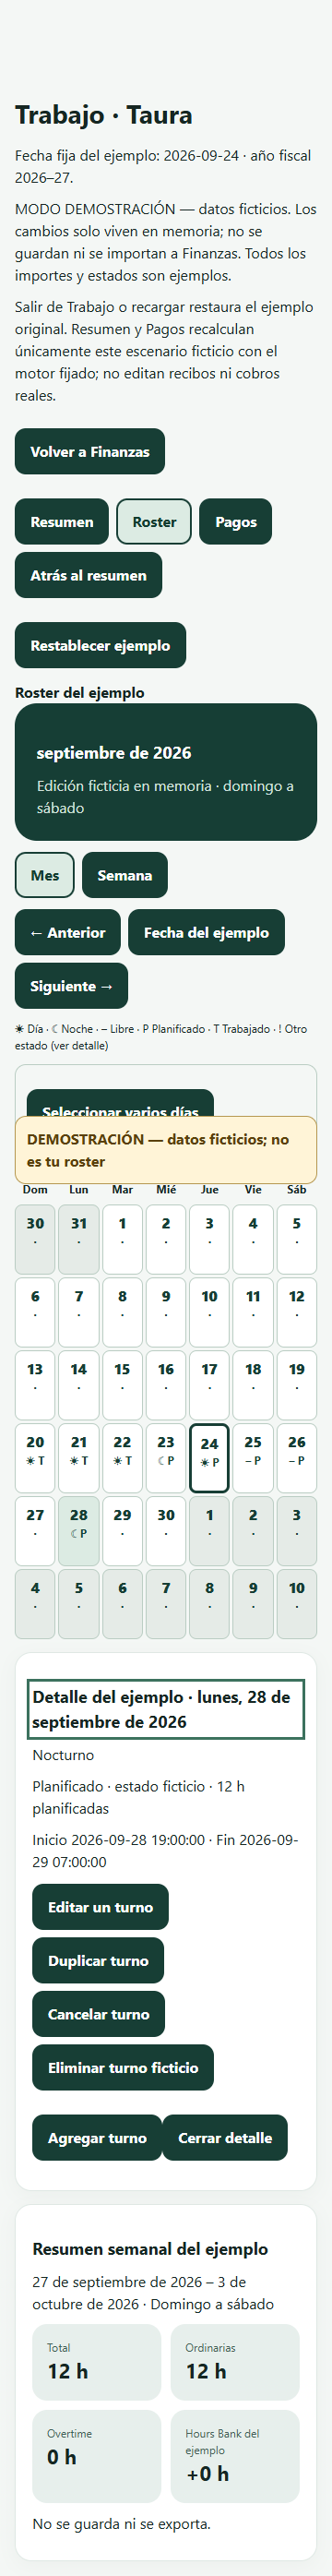 Trabajo · Taura
Fecha fija del ejemplo: 2026-09-24 · año fiscal
2026–27.
MODO DEMOSTRACIÓN — datos ficticios. Los
cambios solo viven en memoria; no se
guardan ni se importan a Finanzas. Todos los
importes y estados son ejemplos.
Salir de Trabajo o recargar restaura el ejemplo
original. Resumen y Pagos recalculan
únicamente este escenario ficticio con el
motor fijado; no editan recibos ni cobros
reales.
Volver a Finanzas
Resumen Roster Pagos
Atrás al resumen
Restablecer ejemplo
Roster del ejemplo
septiembre de 2026
Edición ficticia en memoria · domingo a
sábado
Mes Semana
← Anterior Fecha del ejemplo
Siguiente →
☀ Día · ☾ Noche · – Libre · P Planificado · T Trabajado · ! Otro
estado (ver detalle)
Seleccionar varios días
DEMOSTRACIÓN — datos ficticios; no
es tu roster
Dom Lun Mar Mié Jue Vie Sáb
30 31 1 2 3 4 5
· · · · · · ·
6 7 8 9 10 11 12
· · · · · · ·
13 14 15 16 17 18 19
· · · · · · ·
20 21 22 23 24 25 26
☀ T ☀ T ☀ T ☾ P ☀ P – P – P
27 28 29 30 1 2 3
· ☾ P · · · · ·
4 5 6 7 8 9 10
· · · · · · ·
Detalle del ejemplo · lunes, 28 de
septiembre de 2026
Nocturno
Planificado · estado ficticio · 12 h
planificadas
Inicio 2026-09-28 19:00:00 · Fin 2026-09-
29 07:00:00
Editar un turno
Duplicar turno
Cancelar turno
Eliminar turno ficticio
Agregar turno Cerrar detalle
Resumen semanal del ejemplo
27 de septiembre de 2026 – 3 de
octubre de 2026 · Domingo a sábado
Total Ordinarias
12 h 12 h
Overtime Hours Bank del
ejemplo
0 h +0 h
No se guarda ni se exporta.